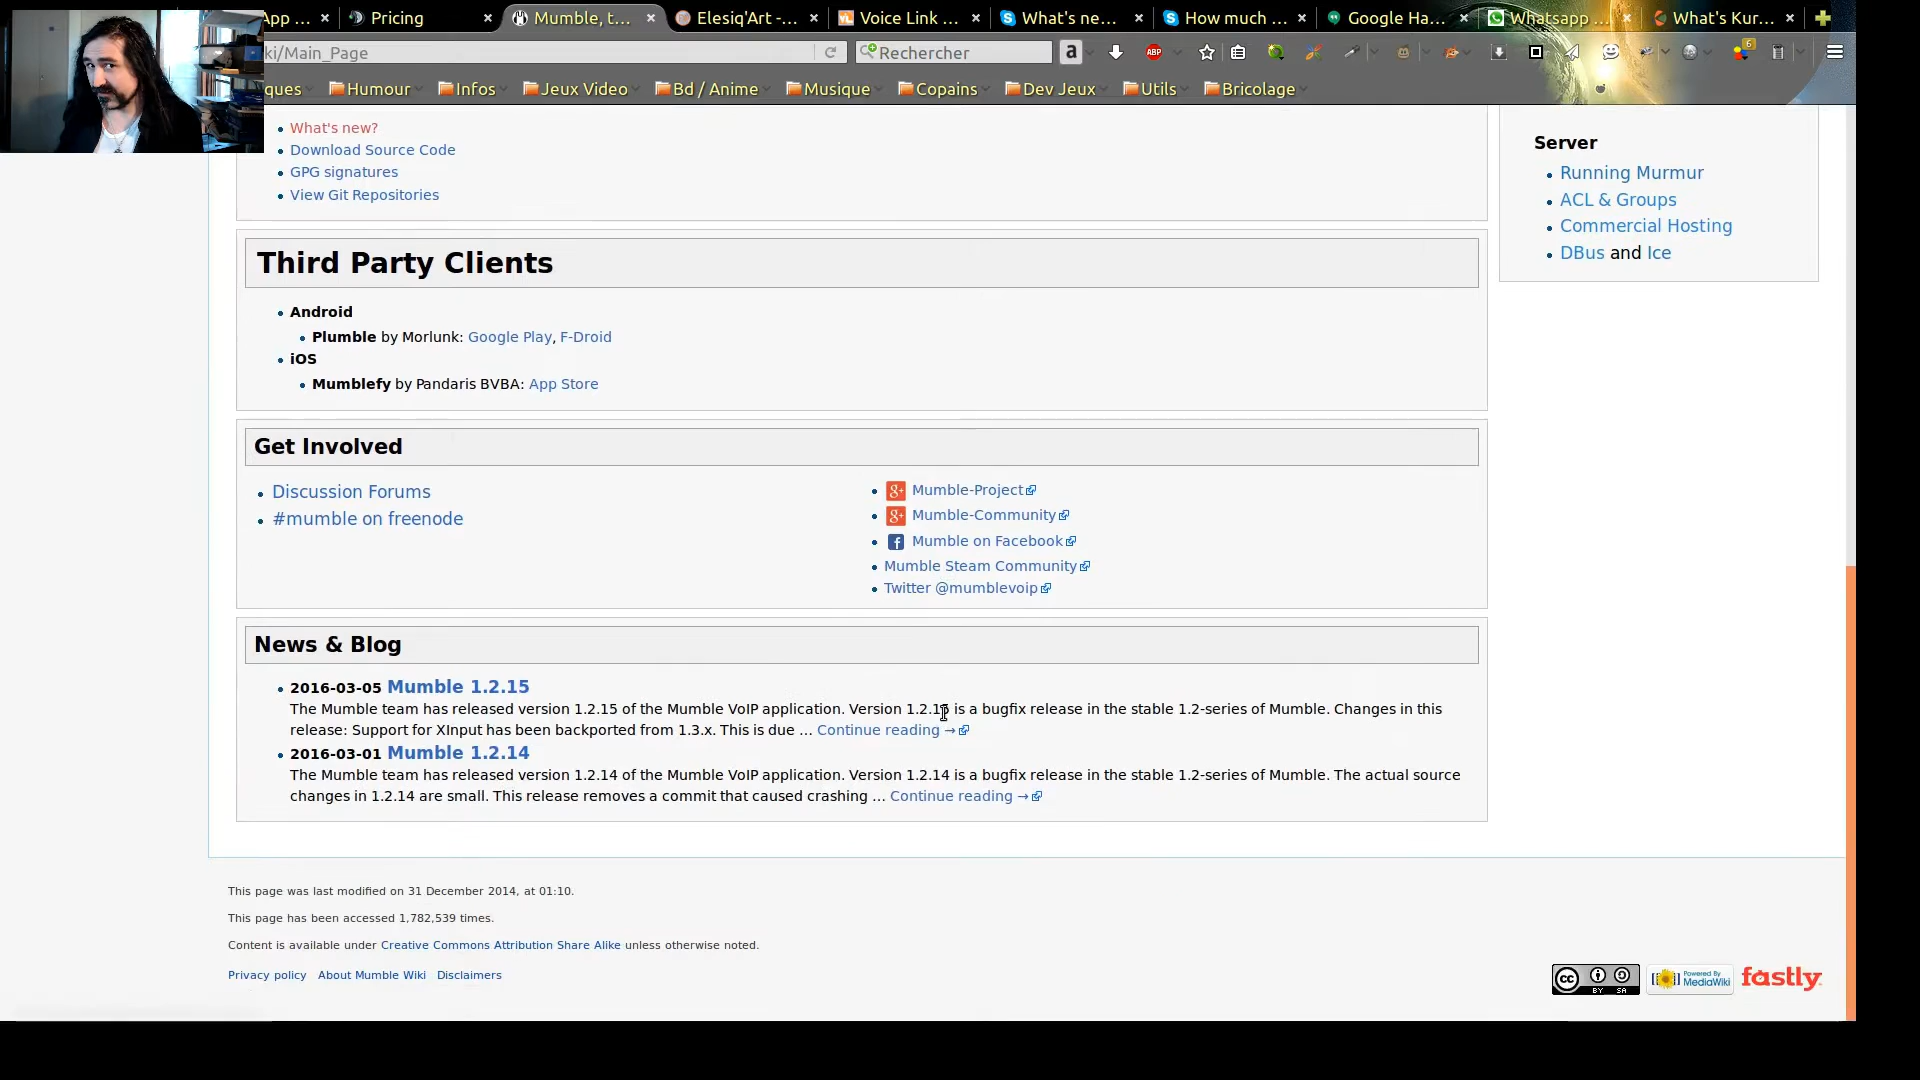 App ...
Pricing
Mumble, t...
Elesiq'Art -...
Voice Link ...
What's ne...
How much ...
Google Ha...
Whatsapp ...
What's Kur...
ki/Main_Page
Rechercher
a
ABP
6
ques
Humour
Infos
Jeux Video
Bd / Anime
Musique
Copains
Dev Jeux
Utils
Bricolage
What's new?
Download Source Code
GPG signatures
View Git Repositories
Server
Running Murmur
ACL & Groups
Commercial Hosting
DBus and Ice
Third Party Clients
Android
Plumble by Morlunk: Google Play, F-Droid
iOS
Mumblefy by Pandaris BVBA: App Store
Get Involved
Discussion Forums
#mumble on freenode
Mumble-Project
Mumble-Community
Mumble on Facebook
Mumble Steam Community
Twitter @mumblevoip
News & Blog
2016-03-05 Mumble 1.2.15
The Mumble team has released version 1.2.15 of the Mumble VoIP application. Version 1.2.15 is a bugfix release in the stable 1.2-series of Mumble. Changes in this
release: Support for XInput has been backported from 1.3.x. This is due ... Continue reading →
2016-03-01 Mumble 1.2.14
The Mumble team has released version 1.2.14 of the Mumble VoIP application. Version 1.2.14 is a bugfix release in the stable 1.2-series of Mumble. The actual source
changes in 1.2.14 are small. This release removes a commit that caused crashing ... Continue reading →
This page was last modified on 31 December 2014, at 01:10.
This page has been accessed 1,782,539 times.
Content is available under Creative Commons Attribution Share Alike unless otherwise noted.
Privacy policy About Mumble Wiki Disclaimers
cc BY SA
Powered By MediaWiki
fastly